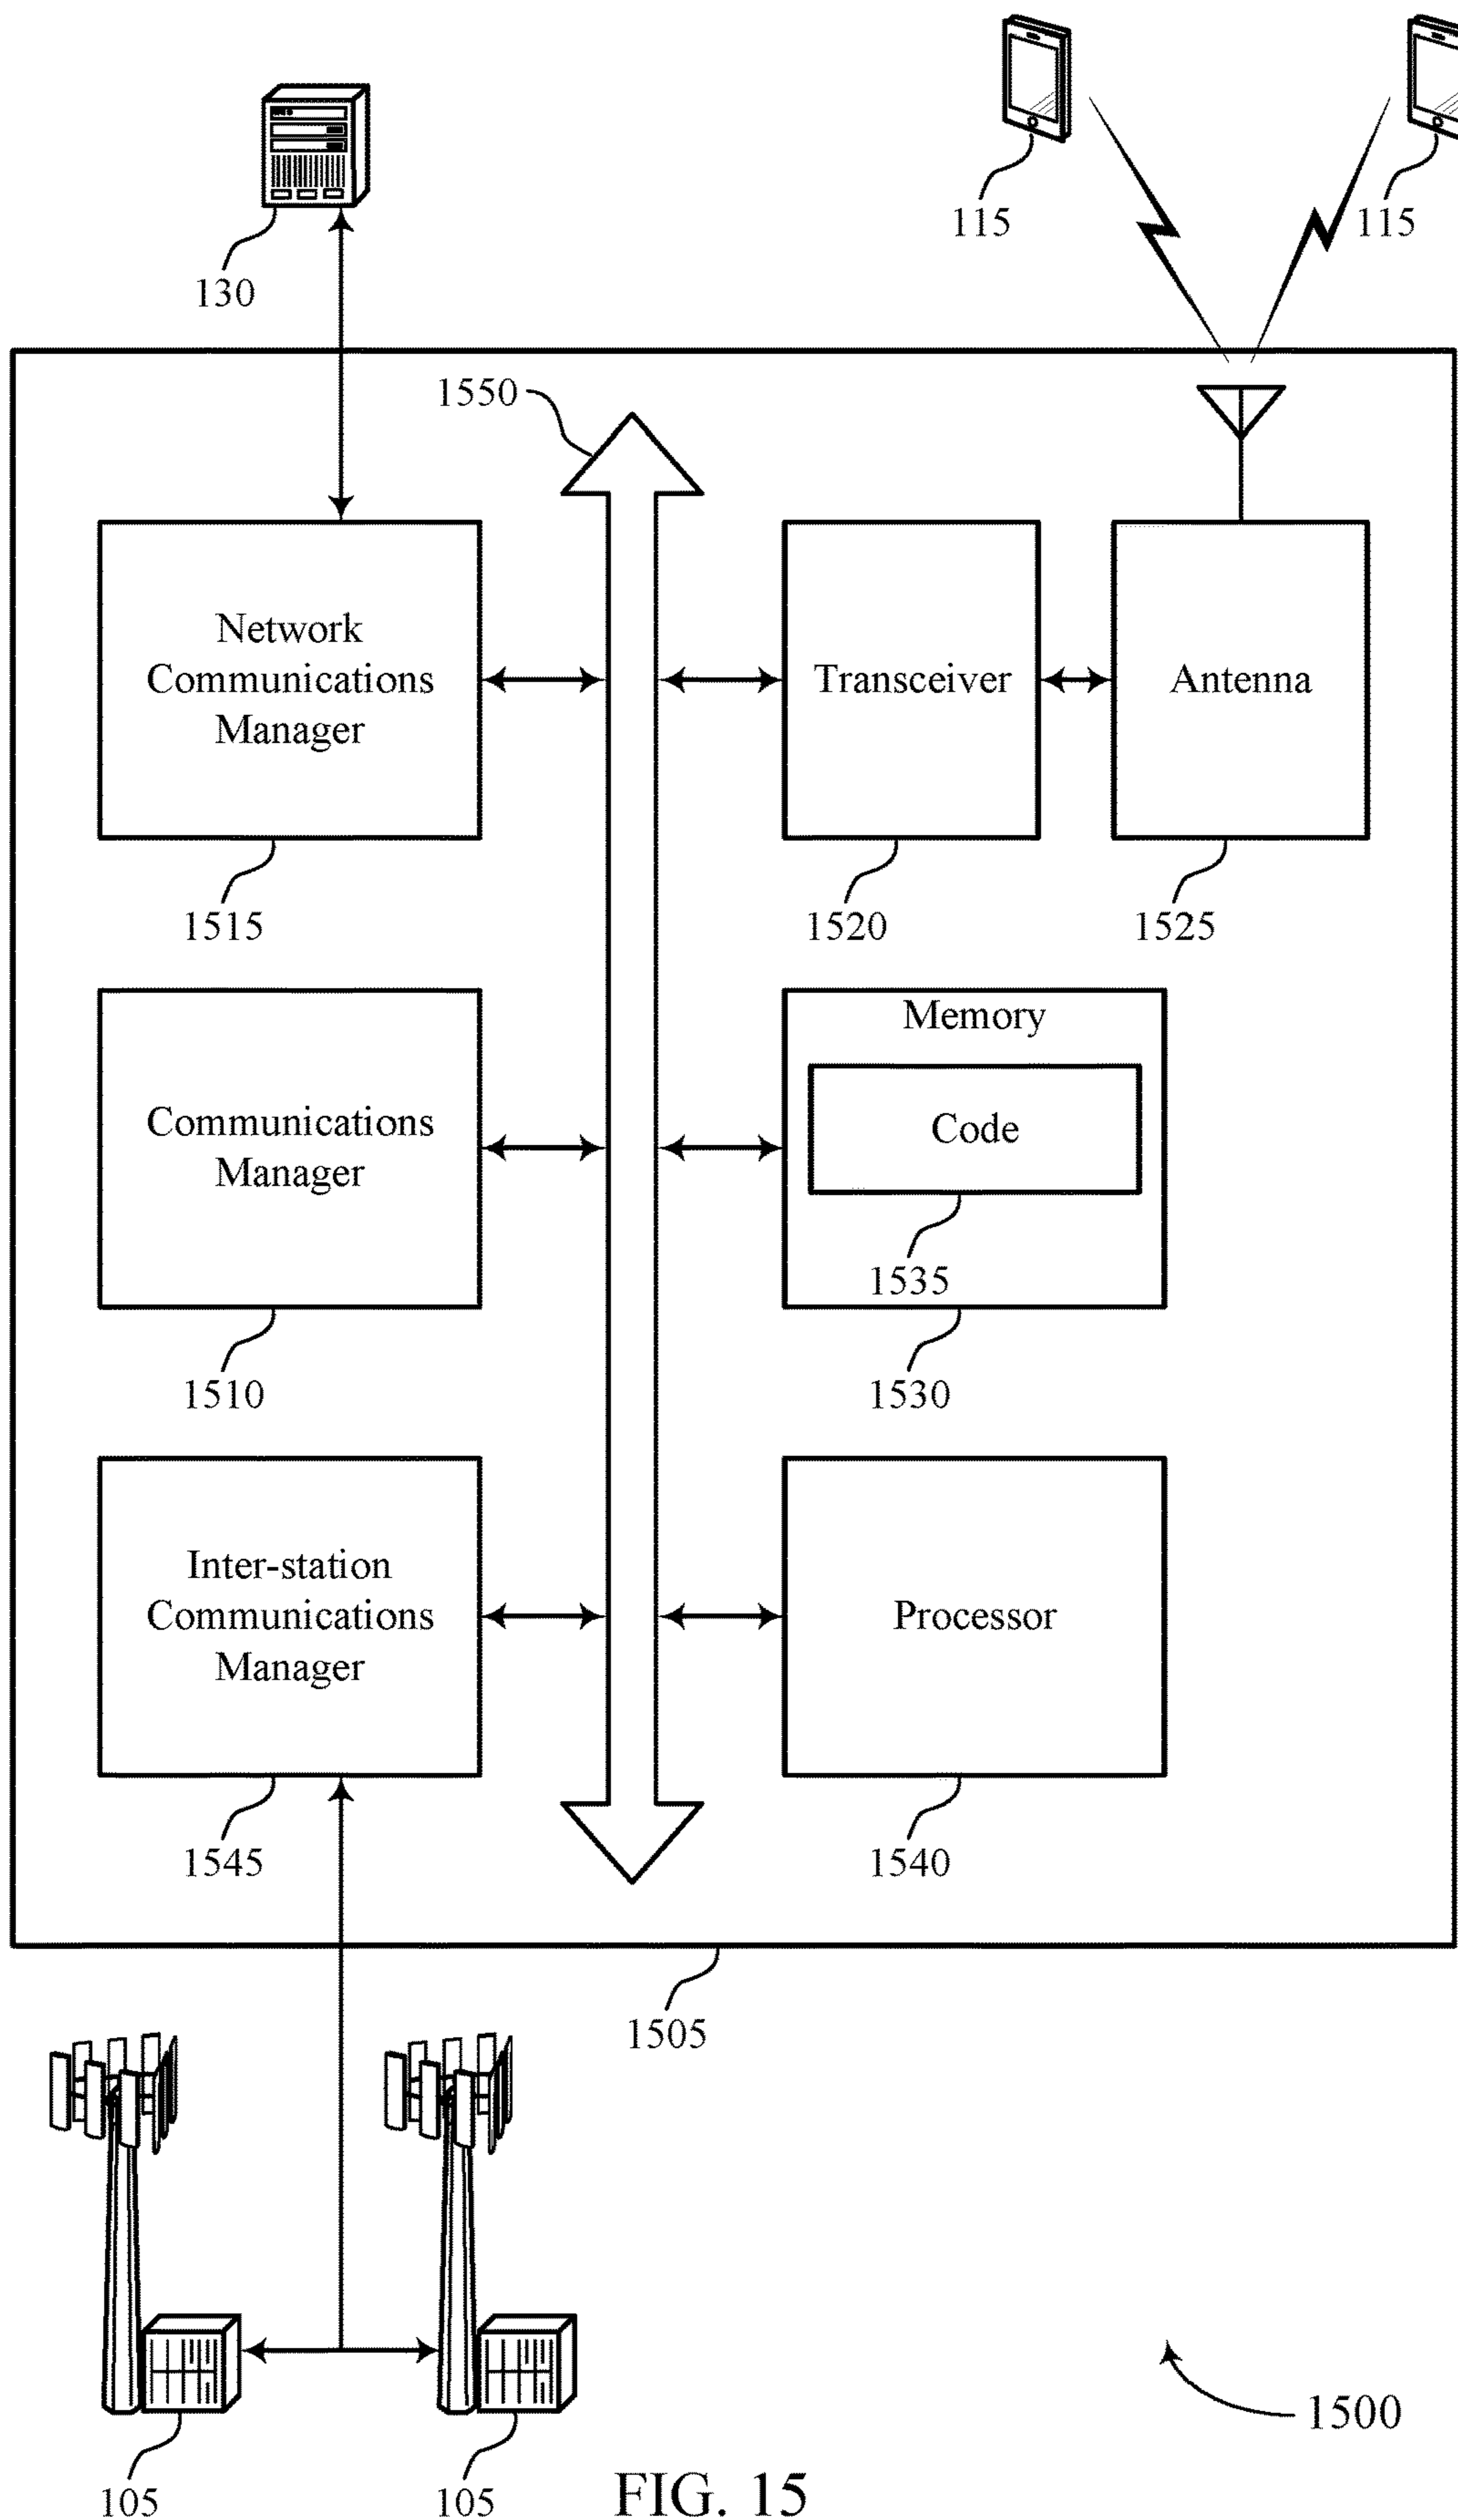 115
115
130
1550
Network
Communications
Manager
Transceiver
Antenna
1515
1520
1525
Memory
Communications
Manager
Code
1535
1510
1530
Inter-station
Communications
Manager
Processor
1545
1540
1505
1500
105
105
FIG. 15